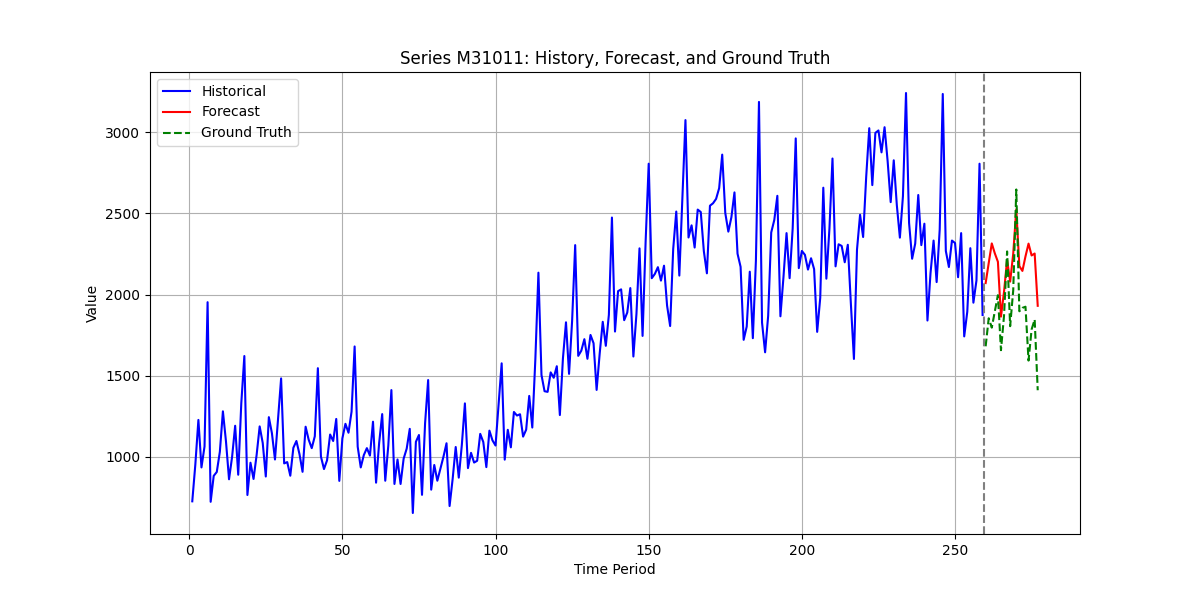 Series M31011: History, Forecast, and Ground Truth
Historical
Forecast
Ground Truth
3000
2500
2000
1500
1000
Value
0 50 100 150 200 250
Time Period